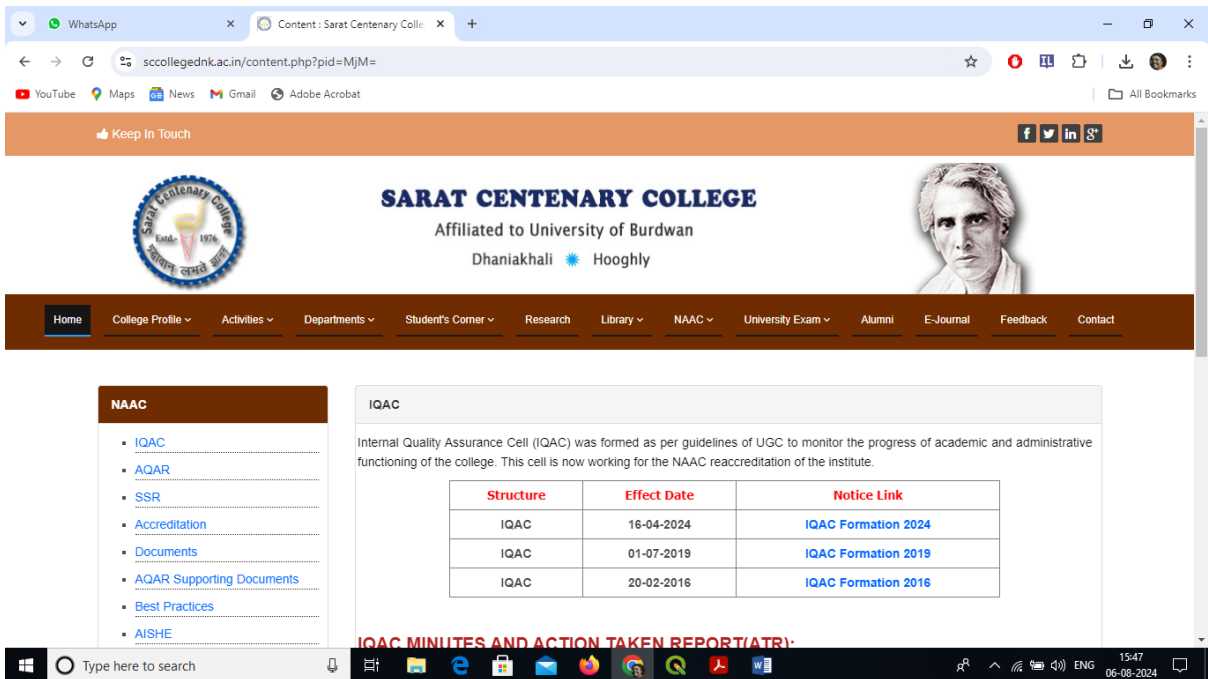 WhatsApp
Content : Sarat Centenary Colle
sccollegednk.ac.in/content.php?pid=MjM=
YouTube Maps News Gmail Adobe Acrobat All Bookmarks
Keep In Touch
Sarat Centenary College
Estd.- 1976
श्रद्धावान् लभते ज्ञानं
SARAT CENTENARY COLLEGE
Affiliated to University of Burdwan
Dhaniakhali Hooghly
Home College Profile Activities Departments Student's Corner Research Library NAAC University Exam Alumni E-Journal Feedback Contact
NAAC
IQAC
AQAR
SSR
Accreditation
Documents
AQAR Supporting Documents
Best Practices
AISHE
IQAC
Internal Quality Assurance Cell (IQAC) was formed as per guidelines of UGC to monitor the progress of academic and administrative
functioning of the college. This cell is now working for the NAAC reaccreditation of the institute.
Structure Effect Date Notice Link
IQAC 16-04-2024 IQAC Formation 2024
IQAC 01-07-2019 IQAC Formation 2019
IQAC 20-02-2016 IQAC Formation 2016
IQAC MINUTES AND ACTION TAKEN REPORT(ATR):
Type here to search
ENG
15:47
06-08-2024